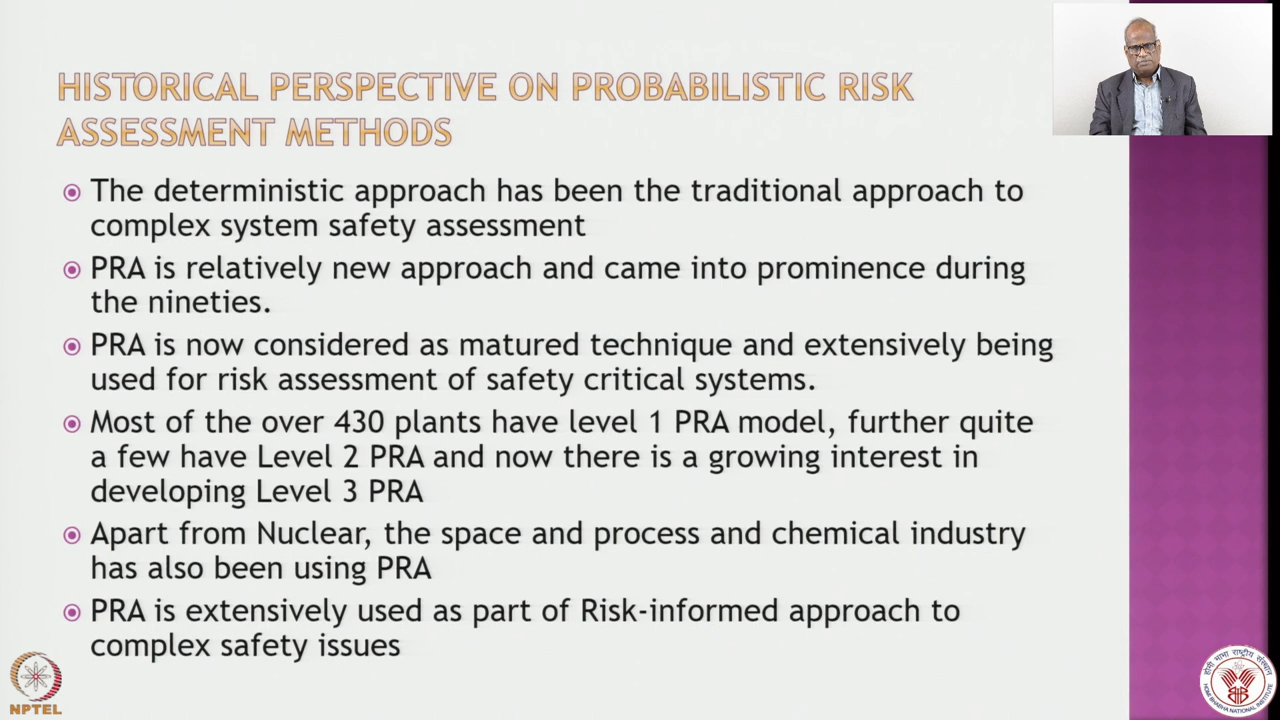 HISTORICAL PERSPECTIVE ON PROBABILISTIC RISK
ASSESSMENT METHODS
The deterministic approach has been the traditional approach to
complex system safety assessment
PRA is relatively new approach and came into prominence during
the nineties.
PRA is now considered as matured technique and extensively being
used for risk assessment of safety critical systems.
Most of the over 430 plants have level 1 PRA model, further quite
a few have Level 2 PRA and now there is a growing interest in
developing Level 3 PRA
Apart from Nuclear, the space and process and chemical industry
has also been using PRA
PRA is extensively used as part of Risk-informed approach to
complex safety issues
NPTEL
होमी भाभा राष्ट्रीय संस्थान
HOMI BHABHA NATIONAL INSTITUTE